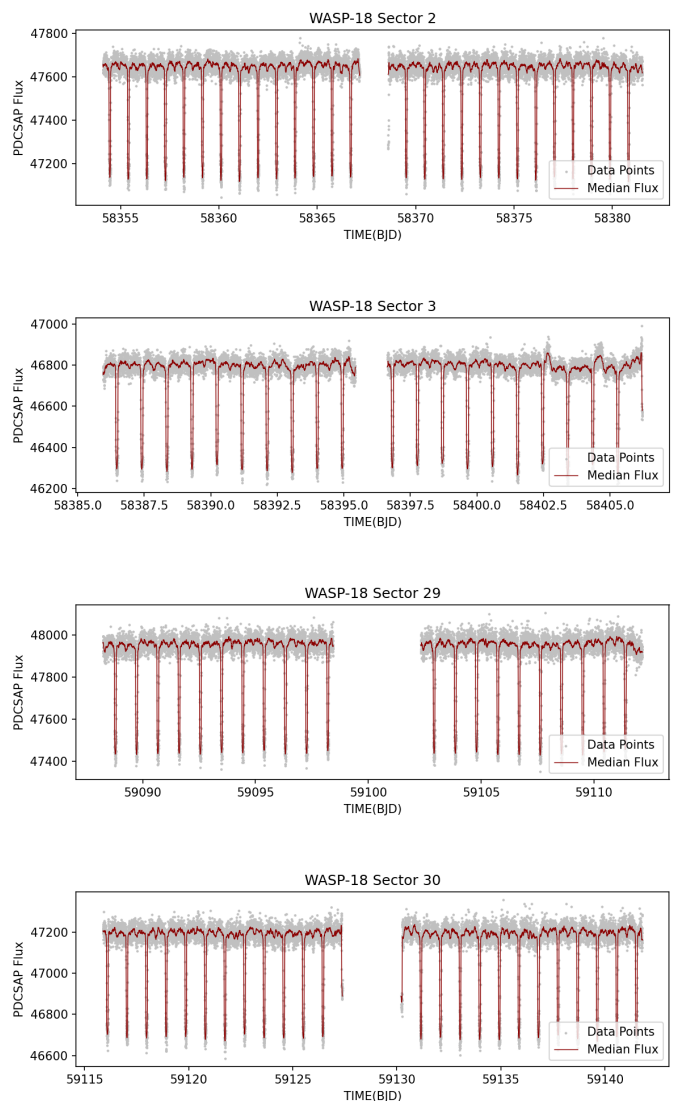 WASP-18 Sector 2
47800
47600
47400
47200
PDCSAP Flux
Data Points
Median Flux
58355 58360 58365 58370 58375 58380
TIME(BJD)
WASP-18 Sector 3
47000
46800
46600
46400
46200
PDCSAP Flux
Data Points
Median Flux
58385.0 58387.5 58390.0 58392.5 58395.0 58397.5 58400.0 58402.5 58405.0
TIME(BJD)
WASP-18 Sector 29
48000
47800
47600
47400
PDCSAP Flux
Data Points
Median Flux
59090 59095 59100 59105 59110
TIME(BJD)
WASP-18 Sector 30
47200
47000
46800
46600
PDCSAP Flux
Data Points
Median Flux
59115 59120 59125 59130 59135 59140
TIME(BJD)